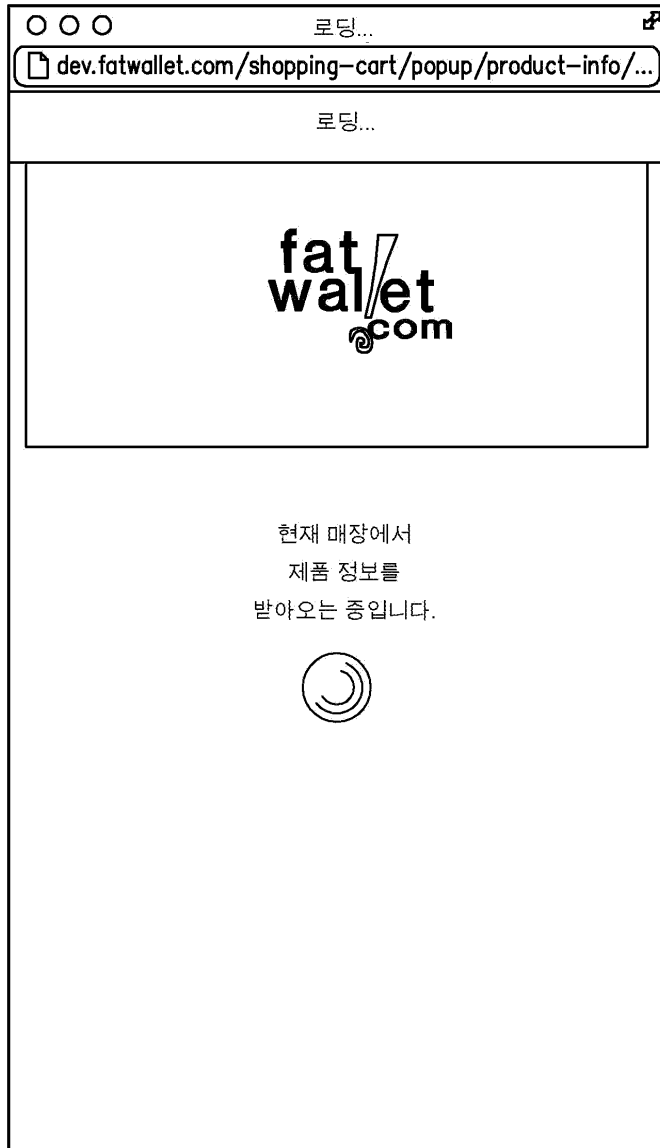 로딩...
dev.fatwallet.com/shopping-cart/popup/product-info/...
로딩...
fat
wallet
.com
현재 매장에서
제품 정보를
받아오는 중입니다.